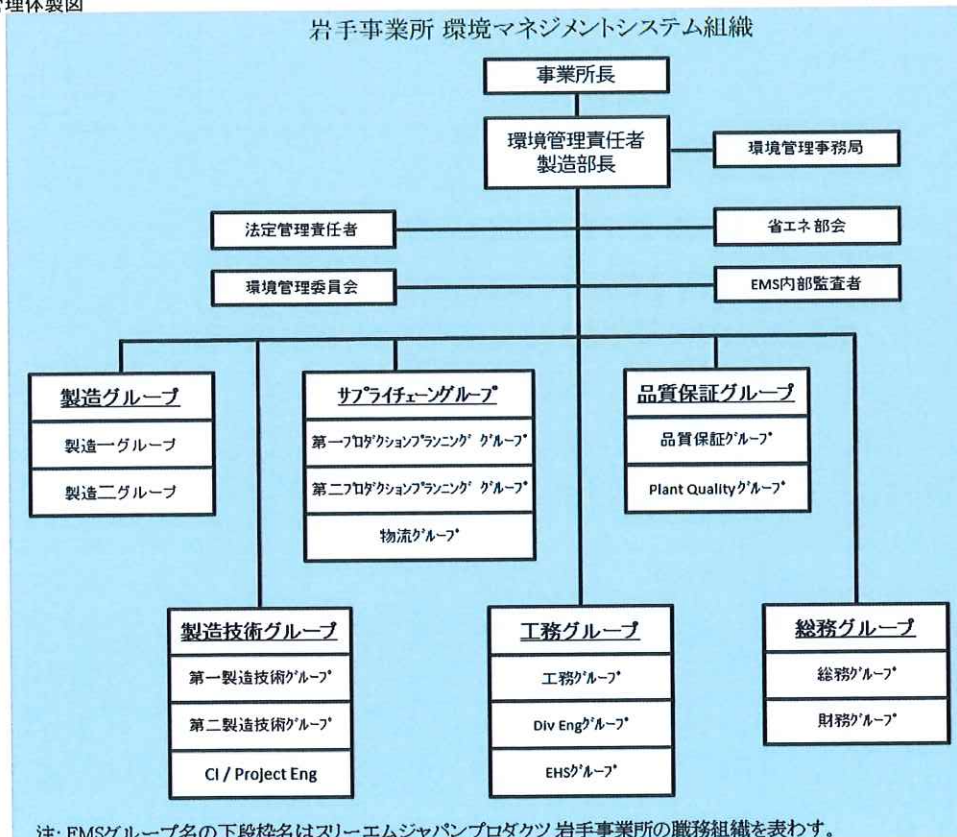 管理体製図
岩手事業所 環境マネジメントシステム組織
事業所長
環境管理責任者
製造部長
環境管理事務局
法定管理責任者
省エネ部会
環境管理委員会
EMS内部監査者
製造グループ
製造一グループ
製造二グループ
サプライチェーングループ
第一プロダクションプランニング グループ
第二プロダクションプランニング グループ
物流グループ
品質保証グループ
品質保証グループ
Plant Qualityグループ
製造技術グループ
第一製造技術グループ
第二製造技術グループ
CI / Project Eng
工務グループ
工務グループ
Div Engグループ
EHSグループ
総務グループ
総務グループ
財務グループ
注: EMSグループ名の下段枠名はスリーエムジャパンプロダクツ 岩手事業所の職務組織を表わす。